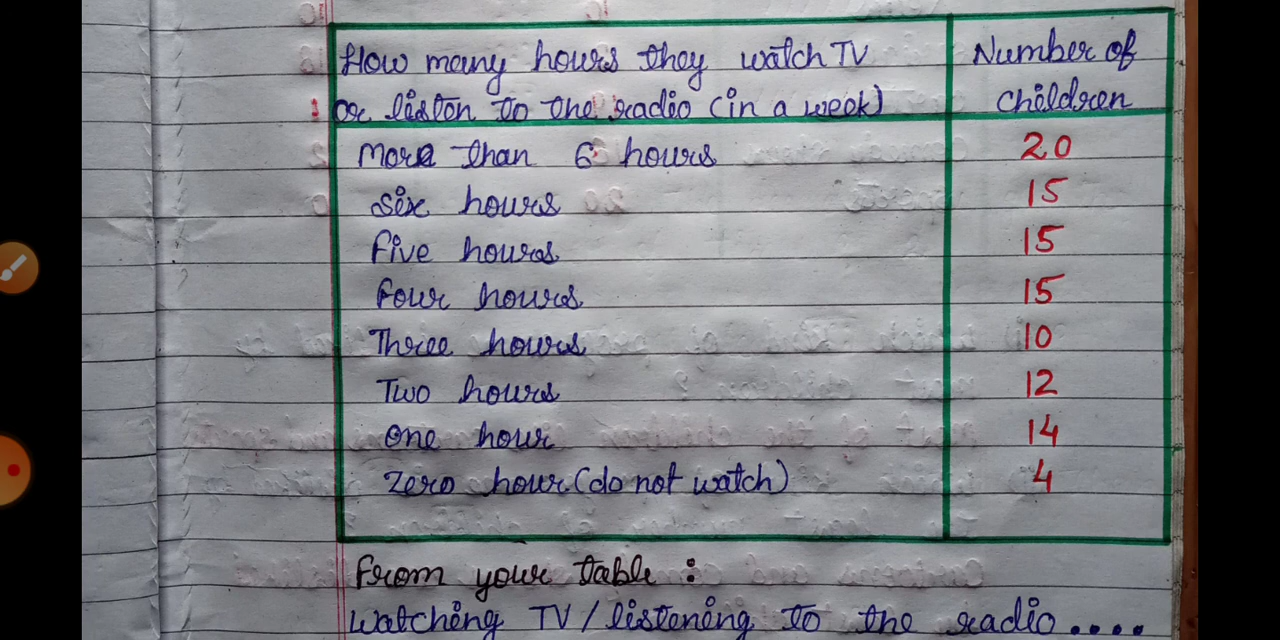 How many hours they watch TV
or listen to the radio (in a week)
Number of
children
More than 6 hours 20
Six hours 15
Five hours 15
Four hours 15
Three hours 10
Two hours 12
One hour 14
Zero hour (do not watch) 4
From your table :
Watching TV / listening to the radio ....